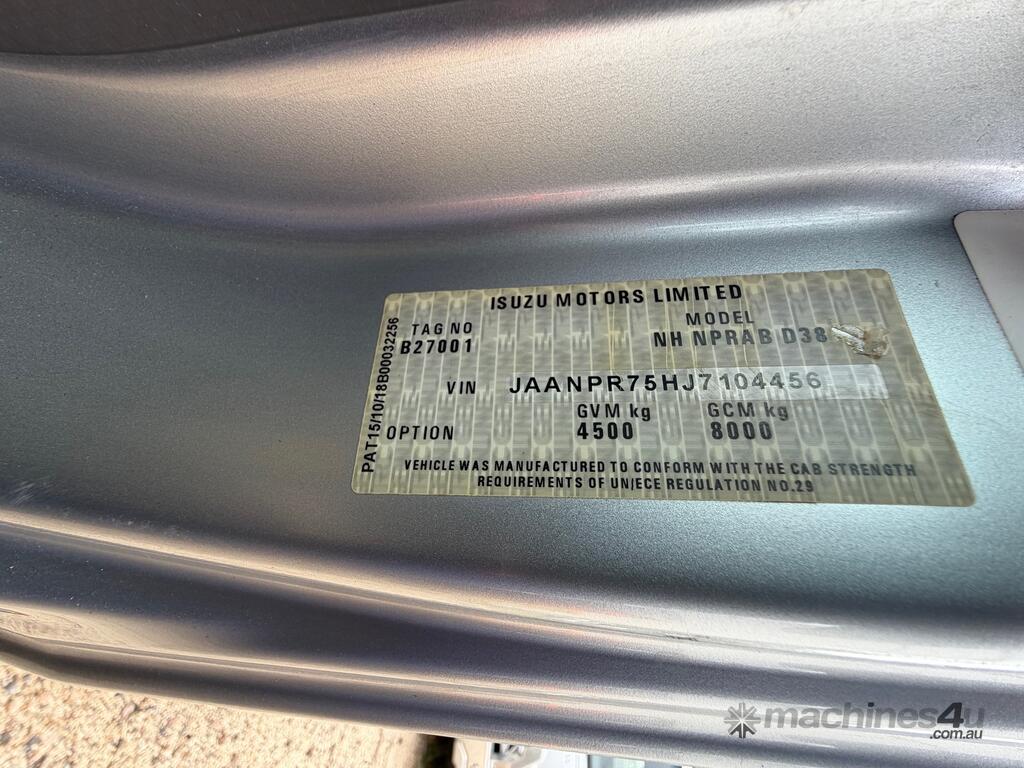 ISUZU MOTORS LIMITED
TAG NO
B27001
MODEL
NH NPRAB D38
VIN JAANPR75HJ7104456
GVM kg
4500
GCM kg
8000
OPTION
VEHICLE WAS MANUFACTURED TO CONFORM WITH THE CAB STRENGTH
REQUIREMENTS OF UN/ECE REGULATION NO.29
PAT15/10/18B00032256
machines4u
.com.au